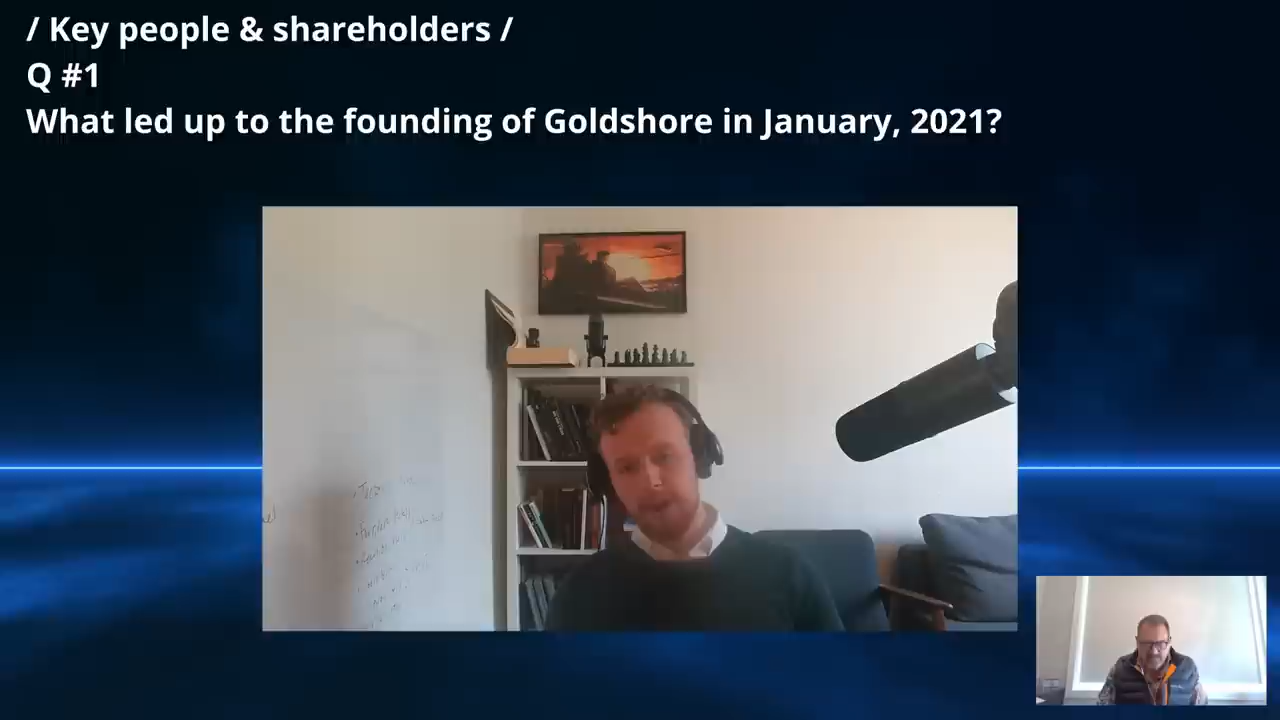 / Key people & shareholders /
Q #1
What led up to the founding of Goldshore in January, 2021?